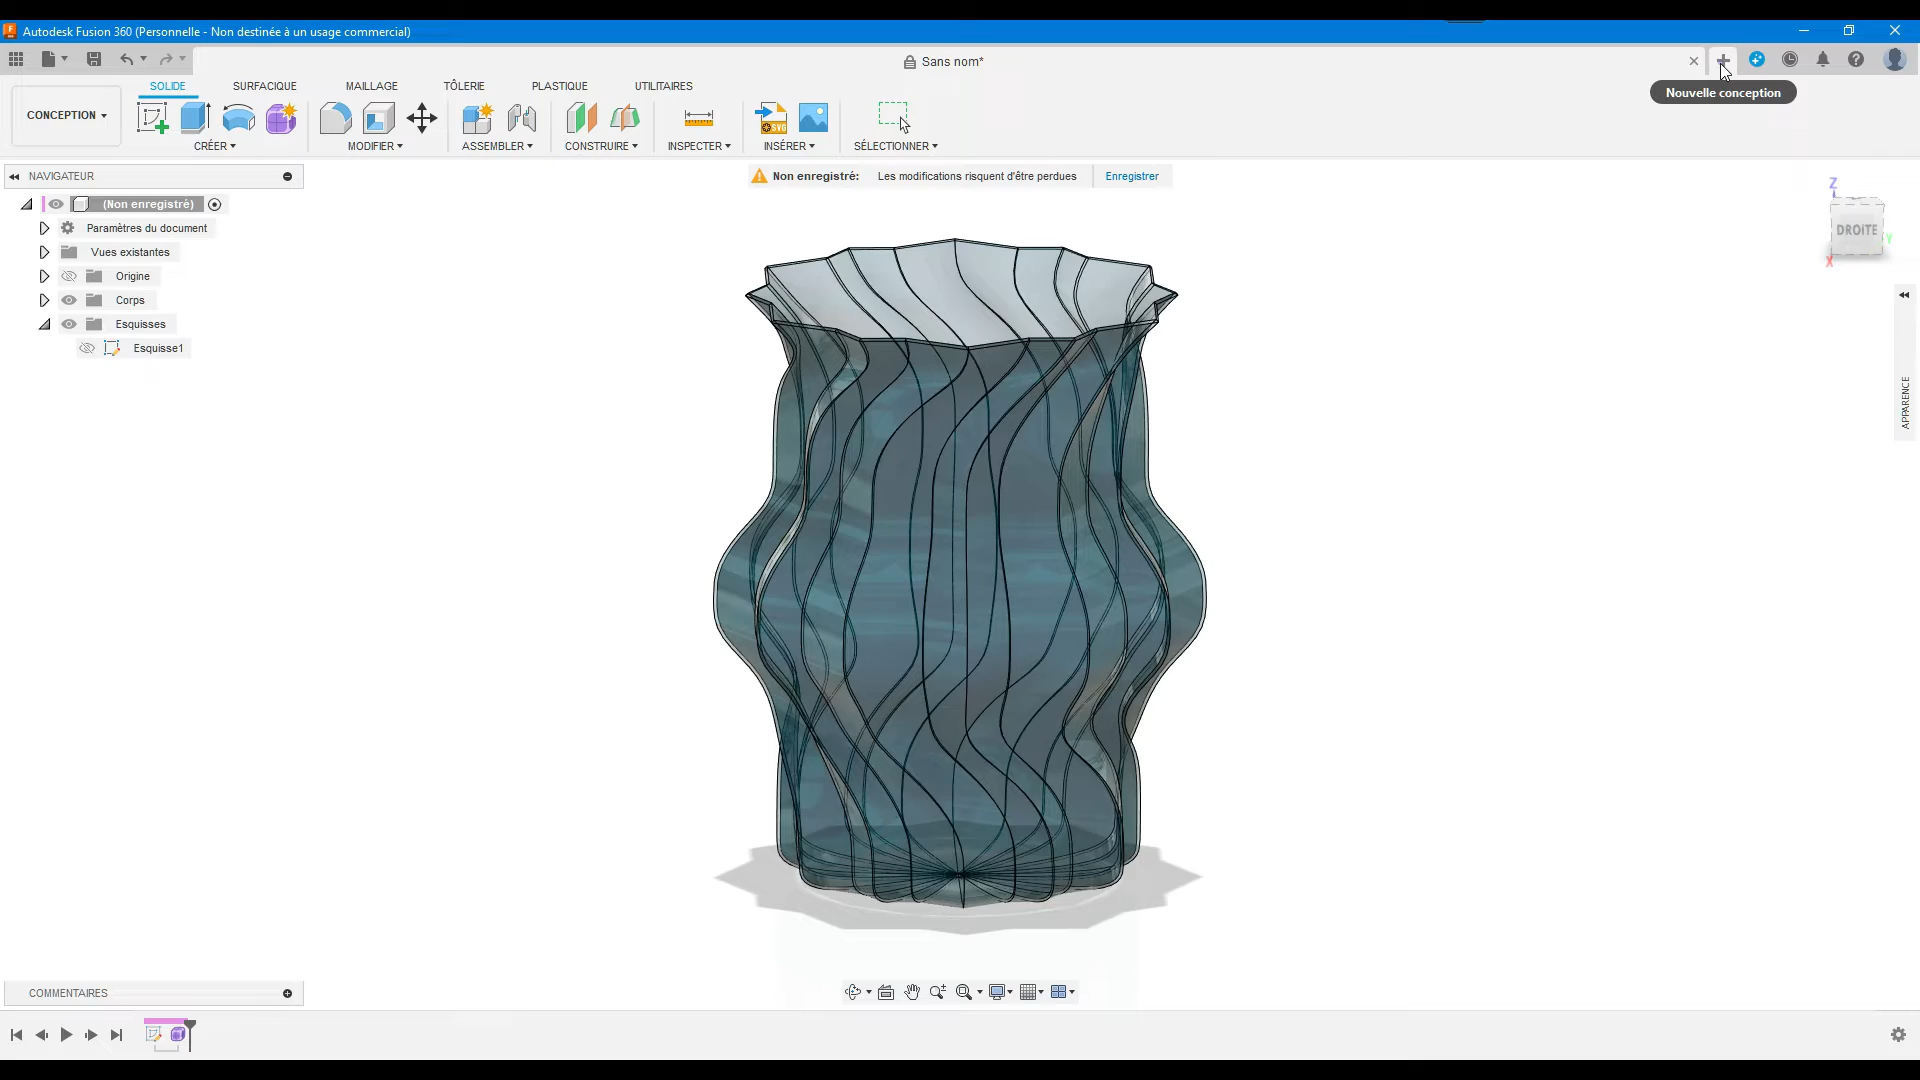 Autodesk Fusion 360 (Personnelle - Non destinée à un usage commercial)
Sans nom*
Nouvelle conception
SOLIDE
SURFACIQUE
MAILLAGE
TÔLERIE
PLASTIQUE
UTILITAIRES
CONCEPTION
SVG
CRÉER
MODIFIER
ASSEMBLER
CONSTRUIRE
INSPECTER
INSÉRER
SÉLECTIONNER
NAVIGATEUR
Non enregistré: Les modifications risquent d'être perdues Enregistrer
(Non enregistré)
Paramètres du document
Vues existantes
Origine
Corps
Esquisses
Esquisse1
Z
DROITE
Y
X
APPARENCE
COMMENTAIRES